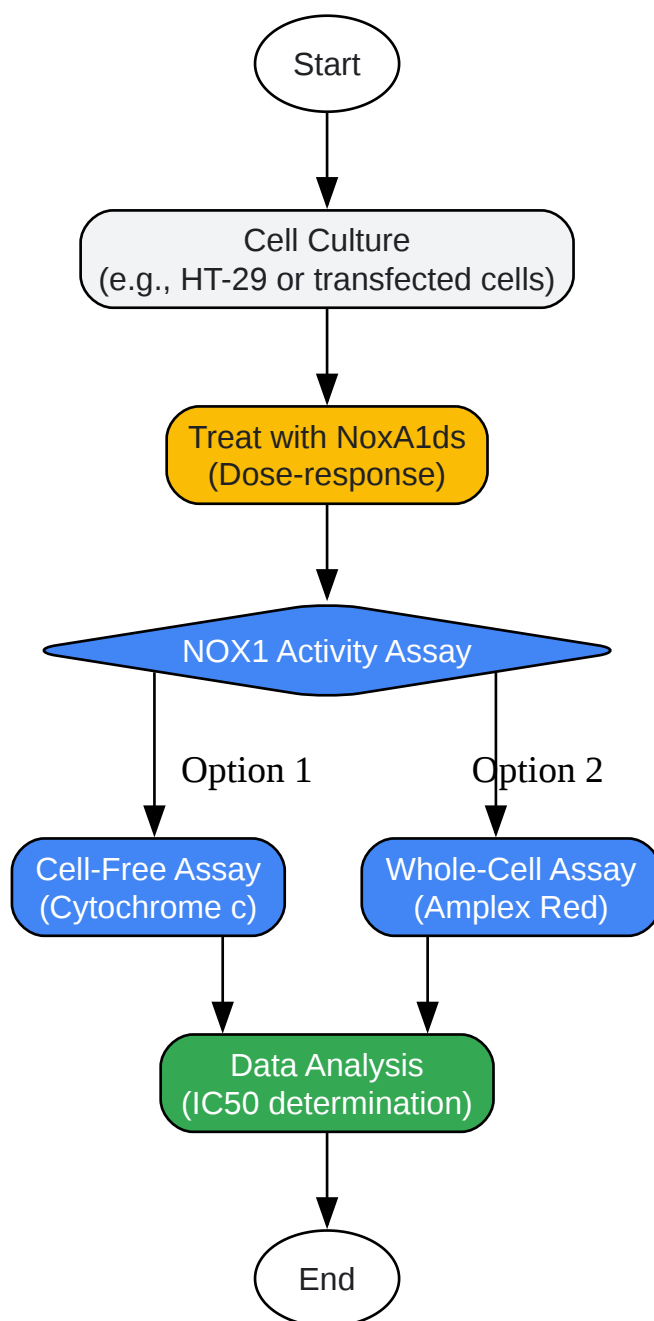 Start
Cell Culture
(e.g., HT-29 or transfected cells)
Treat with NoxA1ds
(Dose-response)
NOX1 Activity Assay
Option 1
Option 2
Cell-Free Assay
(Cytochrome c)
Whole-Cell Assay
(Amplex Red)
Data Analysis
(IC50 determination)
End